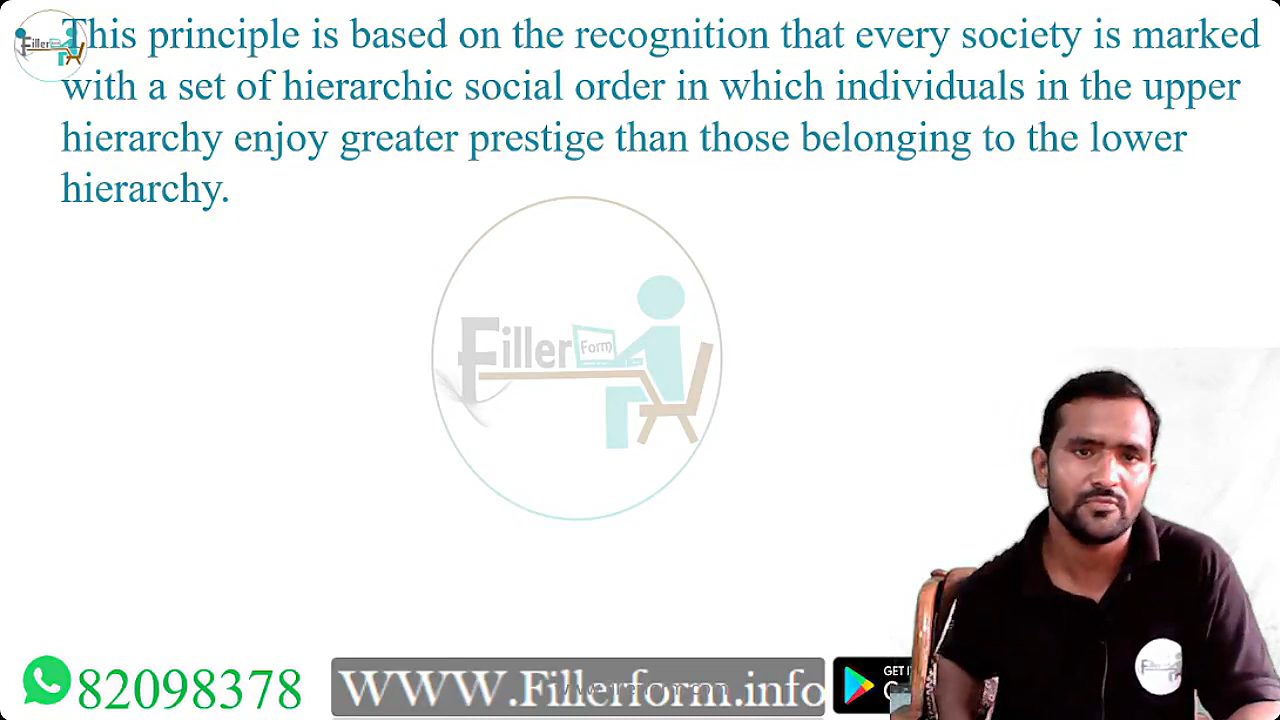 This principle is based on the recognition that every society is marked
with a set of hierarchic social order in which individuals in the upper
hierarchy enjoy greater prestige than those belonging to the lower
hierarchy.
Filler Form
82098378
WWW.Fillerform.info
GET I